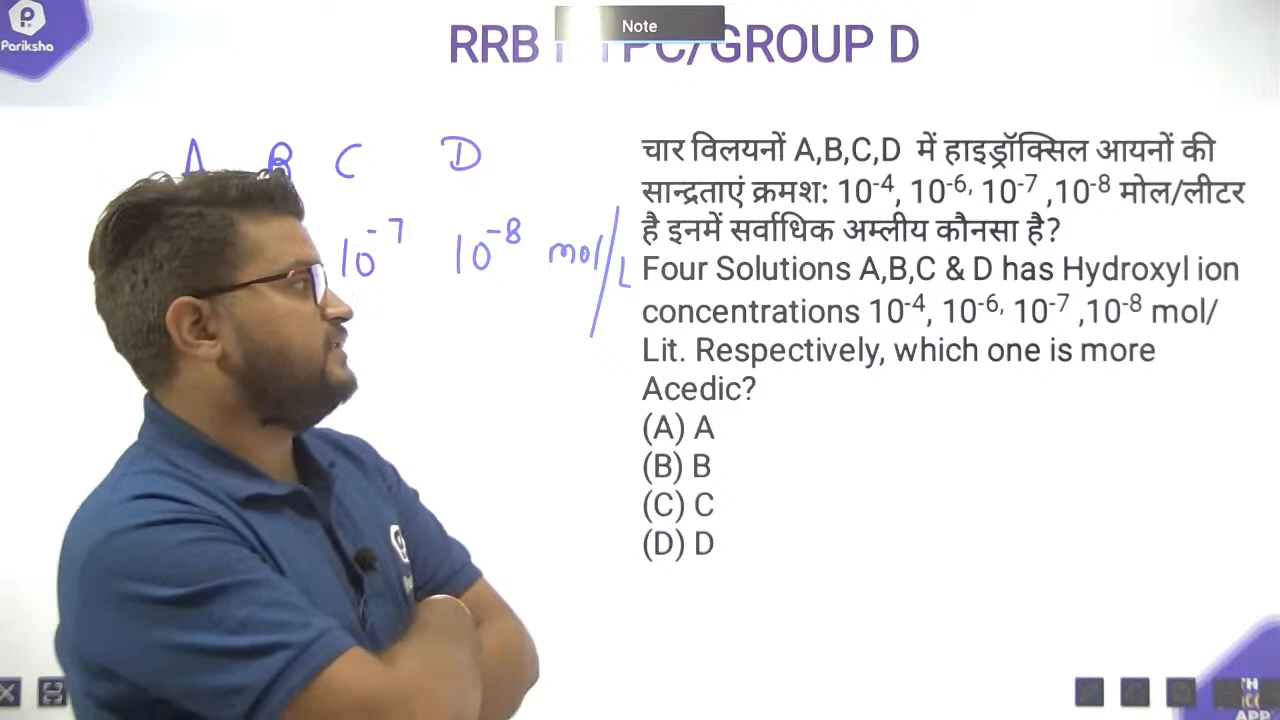 Pariksha
Note
RRB
PC/GROUP D
A B C D
10⁻⁷ 10⁻⁸ mol/L
चार विलयनों A,B,C,D में हाइड्रॉक्सिल आयनों की
सान्द्रताएं क्रमश: 10⁻⁴, 10⁻⁶, 10⁻⁷ ,10⁻⁸ मोल/लीटर
है इनमें सर्वाधिक अम्लीय कौनसा है?
Four Solutions A,B,C & D has Hydroxyl ion
concentrations 10⁻⁴, 10⁻⁶, 10⁻⁷ ,10⁻⁸ mol/
Lit. Respectively, which one is more
Acedic?
(A) A
(B) B
(C) C
(D) D
APP